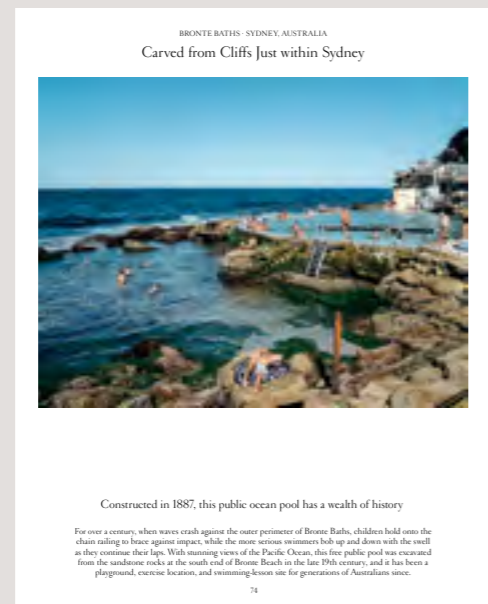 BRONTE BATHS · SYDNEY, AUSTRALIA
Carved from Cliffs Just within Sydney
Constructed in 1887, this public ocean pool has a wealth of history
For over a century, when waves crash against the outer perimeter of Bronte Baths, children hold onto the
chain railing to brace against impact, while the more serious swimmers bob up and down with the swell
as they continue their laps. With stunning views of the Pacific Ocean, this free public pool was excavated
from the sandstone rocks at the south end of Bronte Beach in the late 19th century, and it has been a
playground, exercise location, and swimming-lesson site for generations of Australians since.
74